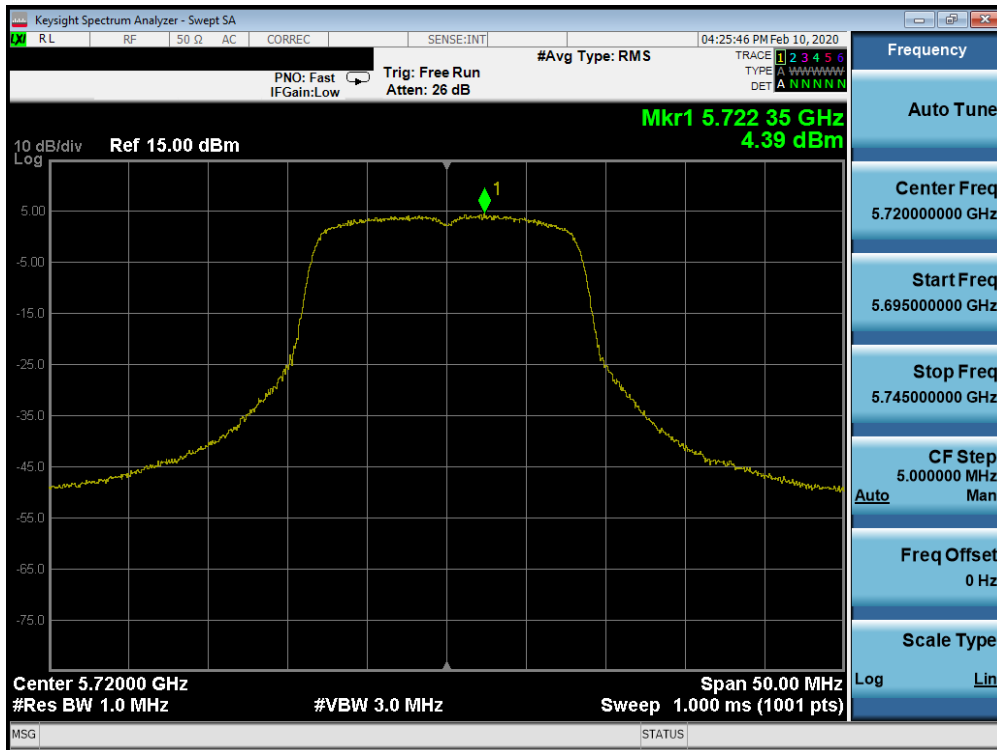 Keysight Spectrum Analyzer - Swept SA
LXI RL RF 50 Ω AC CORREC SENSE:INT 04:25:46 PM Feb 10, 2020
#Avg Type: RMS TRACE 1 2 3 4 5 6
PNO: Fast Trig: Free Run TYPE A WWWWW
IFGain:Low Atten: 26 dB DET A N N N N N
Mkr1 5.722 35 GHz
4.39 dBm
10 dB/div Ref 15.00 dBm
Log
1
5.00
-5.00
-15.0
-25.0
-35.0
-45.0
-55.0
-65.0
-75.0
Center 5.72000 GHz Span 50.00 MHz
#Res BW 1.0 MHz #VBW 3.0 MHz Sweep 1.000 ms (1001 pts)
MSG STATUS
Frequency
Auto Tune
Center Freq
5.720000000 GHz
Start Freq
5.695000000 GHz
Stop Freq
5.745000000 GHz
CF Step
5.000000 MHz
Auto Man
Freq Offset
0 Hz
Scale Type
Log Lin